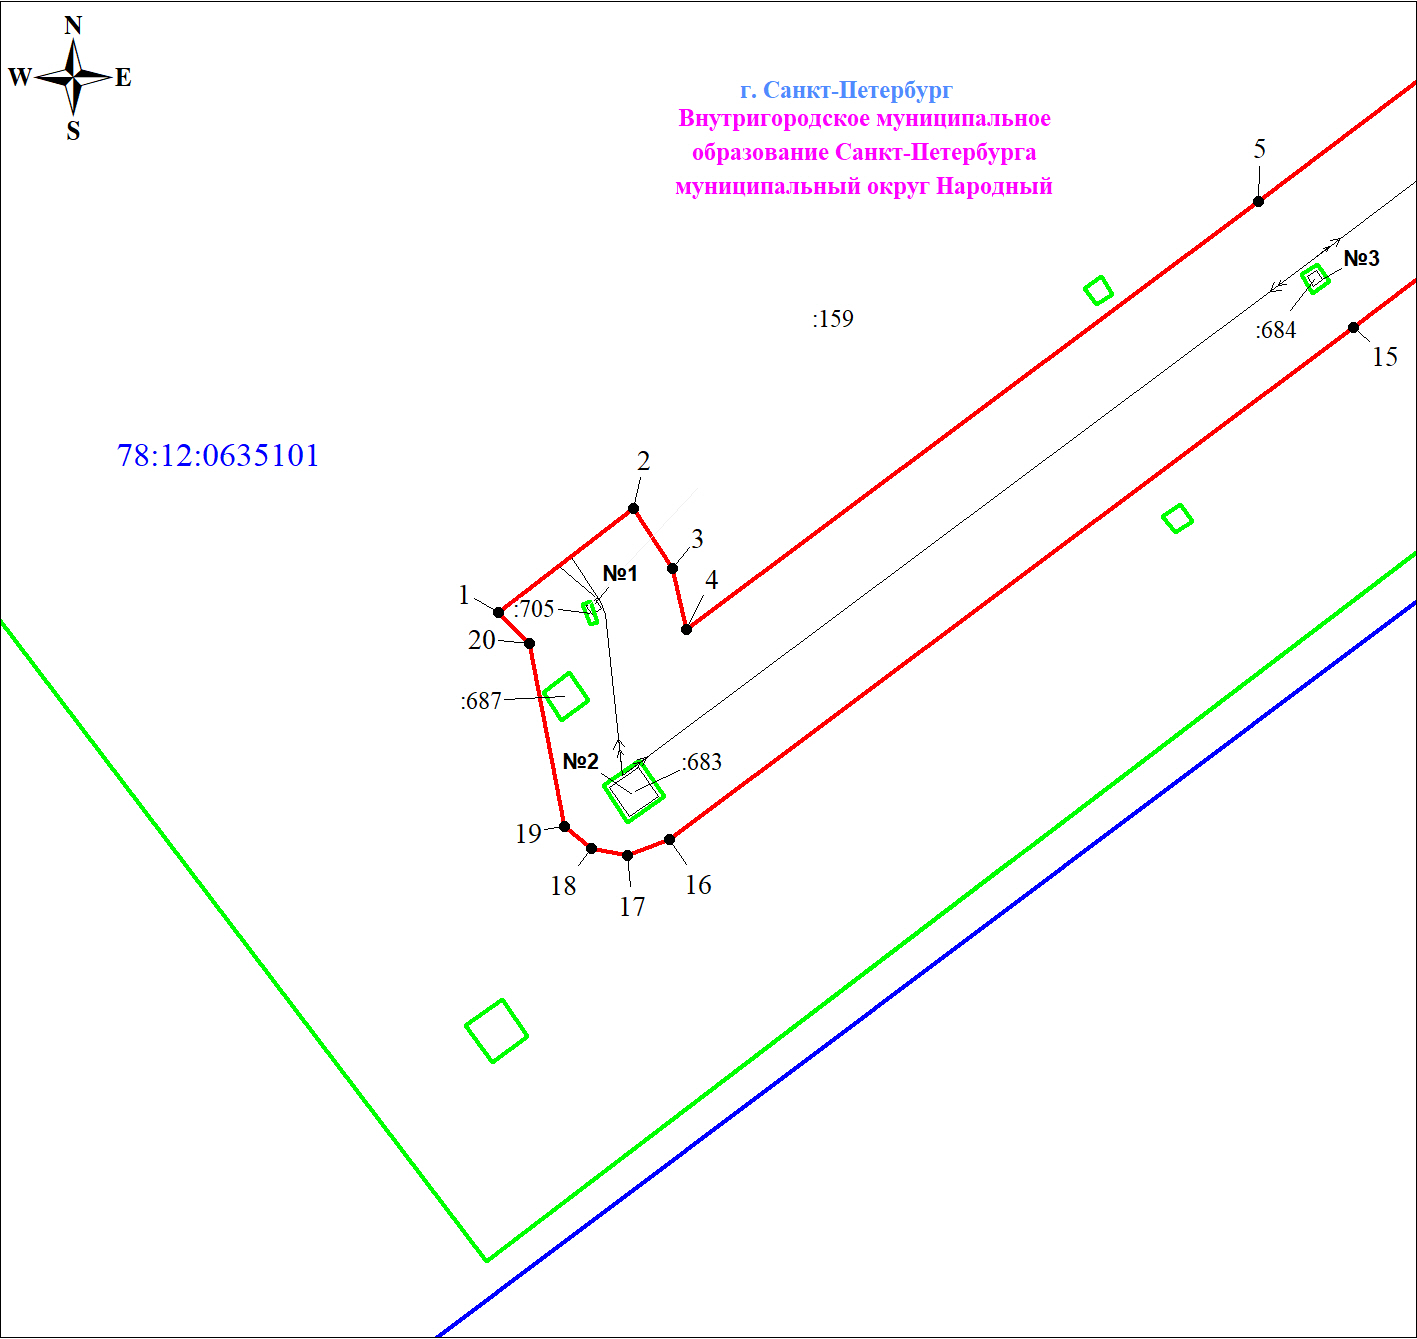 N
W E
S
г. Санкт-Петербург
Внутригородское муниципальное
образование Санкт-Петербурга
муниципальный округ Народный
5
№3
:159
:684
15
78:12:0635101
2
3
№1
4
1
:705
20
:687
№2
:683
19
18
16
17